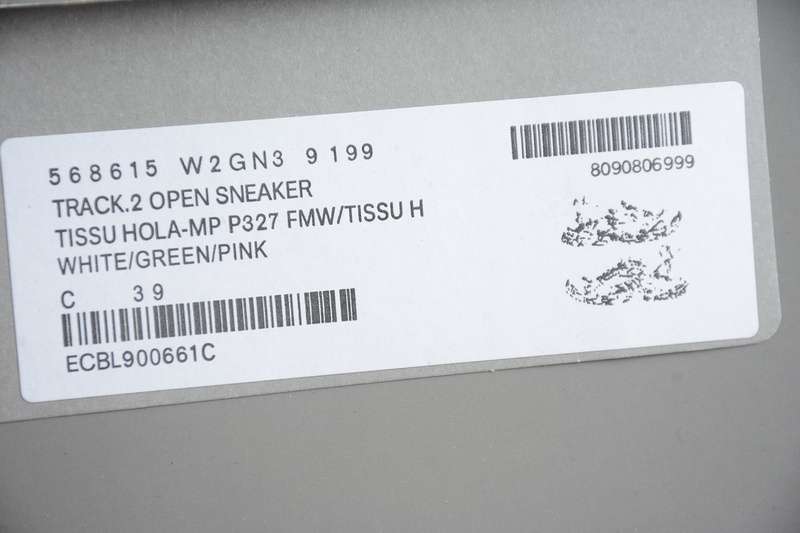 568615 W2GN3 9199
TRACK.2 OPEN SNEAKER
TISSU HOLA-MP P327 FMW/TISSU H
WHITE/GREEN/PINK
C 39
ECBL900661C
8090806999